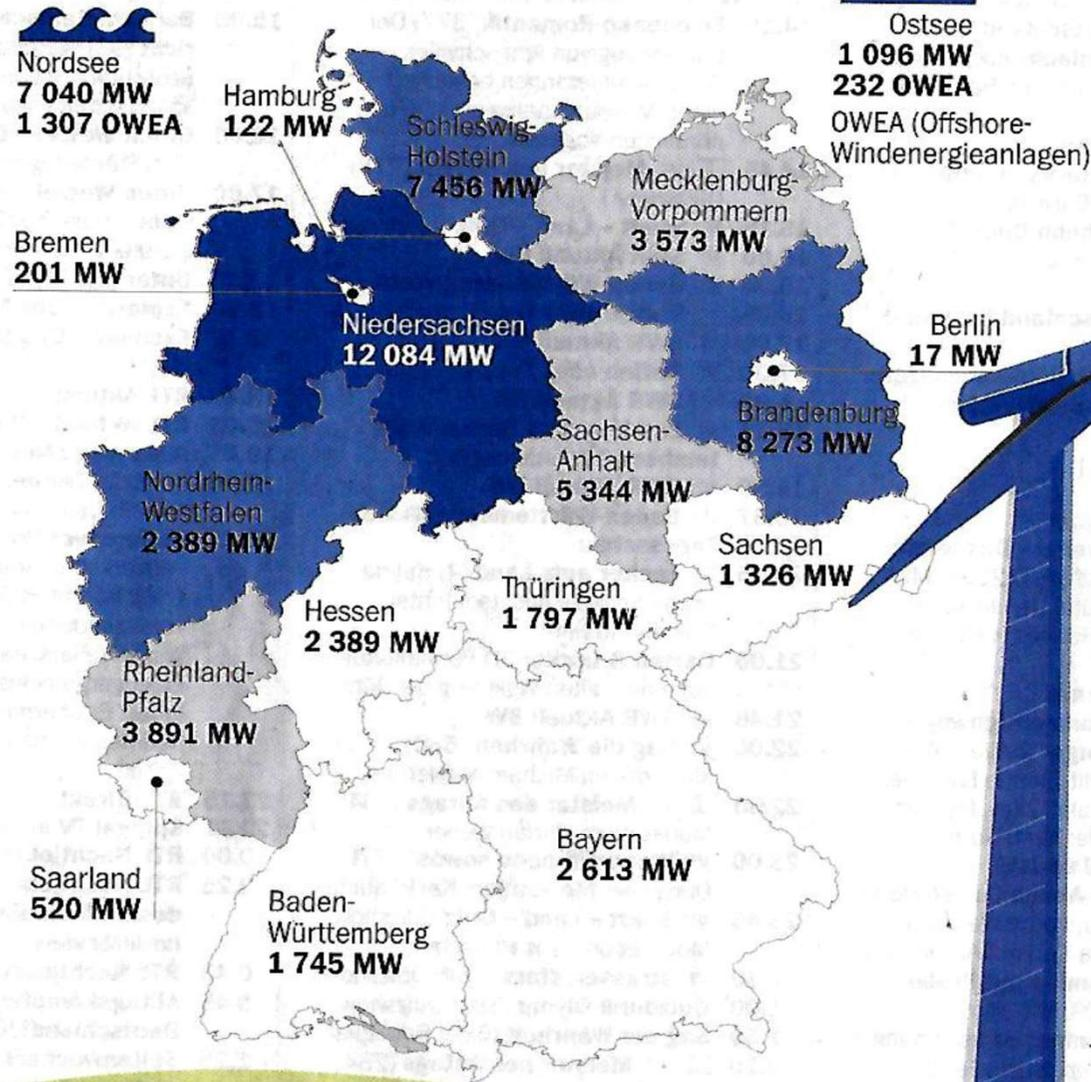 Nordsee
7 040 MW
1 307 OWEA
Ostsee
1 096 MW
232 OWEA
OWEA (Offshore-
Windenergieanlagen)
Hamburg
122 MW
Schleswig-
Holstein
7 456 MW
Mecklenburg-
Vorpommern
3 573 MW
Bremen
201 MW
Niedersachsen
12 084 MW
Berlin
17 MW
Brandenburg
8 273 MW
Sachsen-
Anhalt
5 344 MW
Nordrhein-
Westfalen
2 389 MW
Sachsen
1 326 MW
Thüringen
1 797 MW
Hessen
2 389 MW
Rheinland-
Pfalz
3 891 MW
Saarland
520 MW
Bayern
2 613 MW
Baden-
Württemberg
1 745 MW